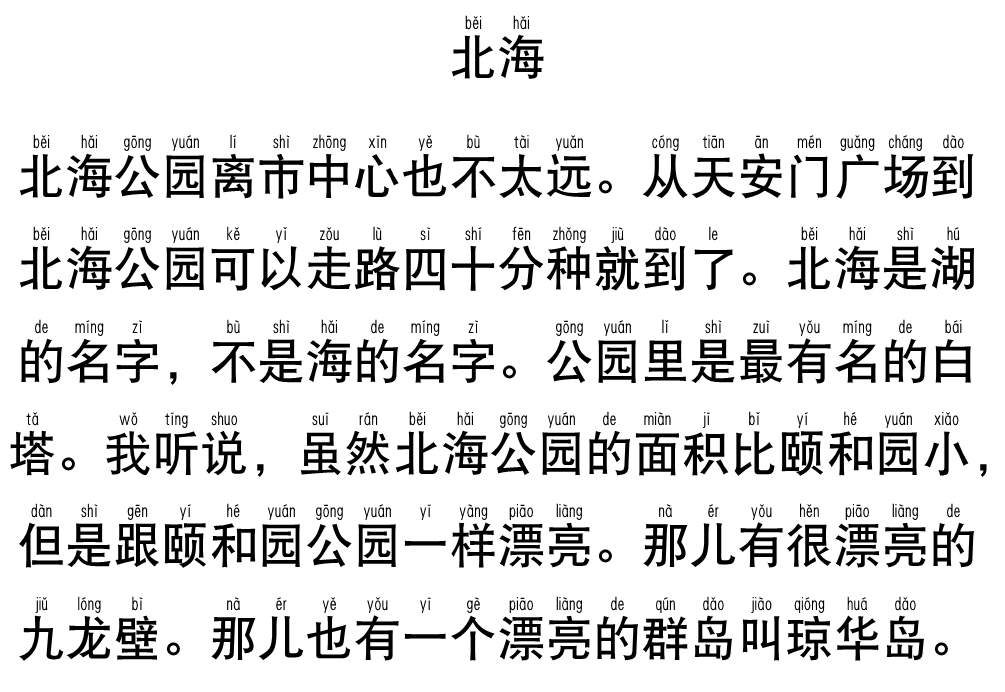 běi hǎi
北海
běi hǎi gōng yuán lí shì zhōng xīn yě bù tài yuǎn cóng tiān ān mén guǎng cháng dào
北海公园离市中心也不太远。从天安门广场到
běi hǎi gōng yuán kě yǐ zǒu lù sì shí fēn zhǒng jiù dào le běi hǎi shì hú
北海公园可以走路四十分种就到了。北海是湖
de míng zì bù shì hǎi de míng zì gōng yuán lǐ shì zuì yǒu míng de bái
的名字，不是海的名字。公园里是最有名的白
tǎ wǒ tīng shuo suī rán běi hǎi gōng yuán de miàn jī bǐ yí hé yuán xiǎo
塔。我听说，虽然北海公园的面积比颐和园小，
dàn shì gēn yí hé yuán gōng yuán yī yàng piāo liàng nà ér yǒu hěn piāo liàng de
但是跟颐和园公园一样漂亮。那儿有很漂亮的
jiǔ lóng bì nà ér yě yǒu yī gè piāo liàng de qún dǎo jiào qióng huá dǎo
九龙壁。那儿也有一个漂亮的群岛叫琼华岛。